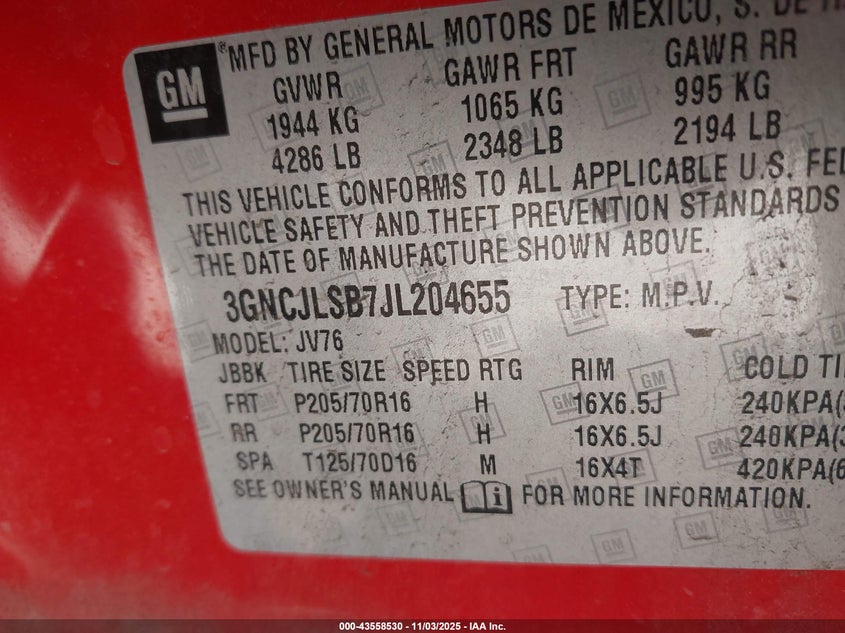 GM
®MFD BY GENERAL MOTORS DE MEXICO, S. DE
GVWR GAWR FRT GAWR RR
1944 KG 1065 KG 995 KG
4286 LB 2348 LB 2194 LB
THIS VEHICLE CONFORMS TO ALL APPLICABLE U.S.
VEHICLE SAFETY AND THEFT PREVENTION STANDARDS
THE DATE OF MANUFACTURE SHOWN ABOVE.
3GNCJLSB7JL204655 TYPE: M.P.V.
MODEL: JV76
JBBK TIRE SIZE SPEED RTG RIM COLD
FRT P205/70R16 H 16X6.5J 240KPA(
RR P205/70R16 H 16X6.5J 240KPA(
SPA T125/70D16 M 16X4T 420KPA(
SEE OWNER'S MANUAL FOR MORE INFORMATION.
000-43558530 - 11/03/2025 - IAA Inc.